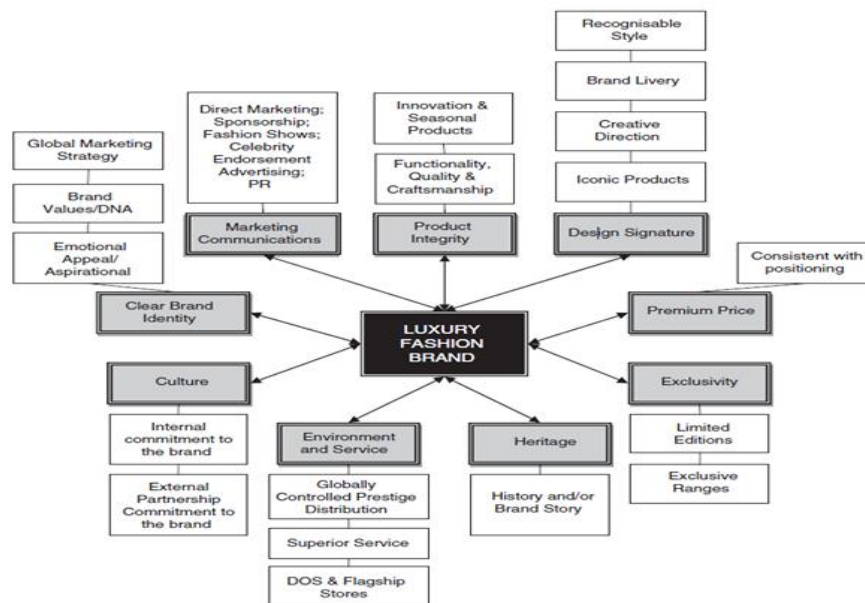 Recognisable
Style
Brand Livery
Creative
Direction
Iconic Products
Design Signature
Innovation &
Seasonal
Products
Functionality,
Quality &
Craftsmanship
Product
Integrity
Direct Marketing;
Sponsorship;
Fashion Shows;
Celebrity
Endorsement
Advertising;
PR
Marketing
Communications
Global Marketing
Strategy
Brand
Values/DNA
Emotional
Appeal/
Aspirational
Clear Brand
Identity
Consistent with
positioning
Premium Price
LUXURY
FASHION
BRAND
Culture
Internal
commitment to
the brand
External
Partnership
Commitment to
the brand
Environment
and Service
Globally
Controlled Prestige
Distribution
Superior Service
DOS & Flagship
Stores
Heritage
History and/or
Brand Story
Exclusivity
Limited
Editions
Exclusive
Ranges